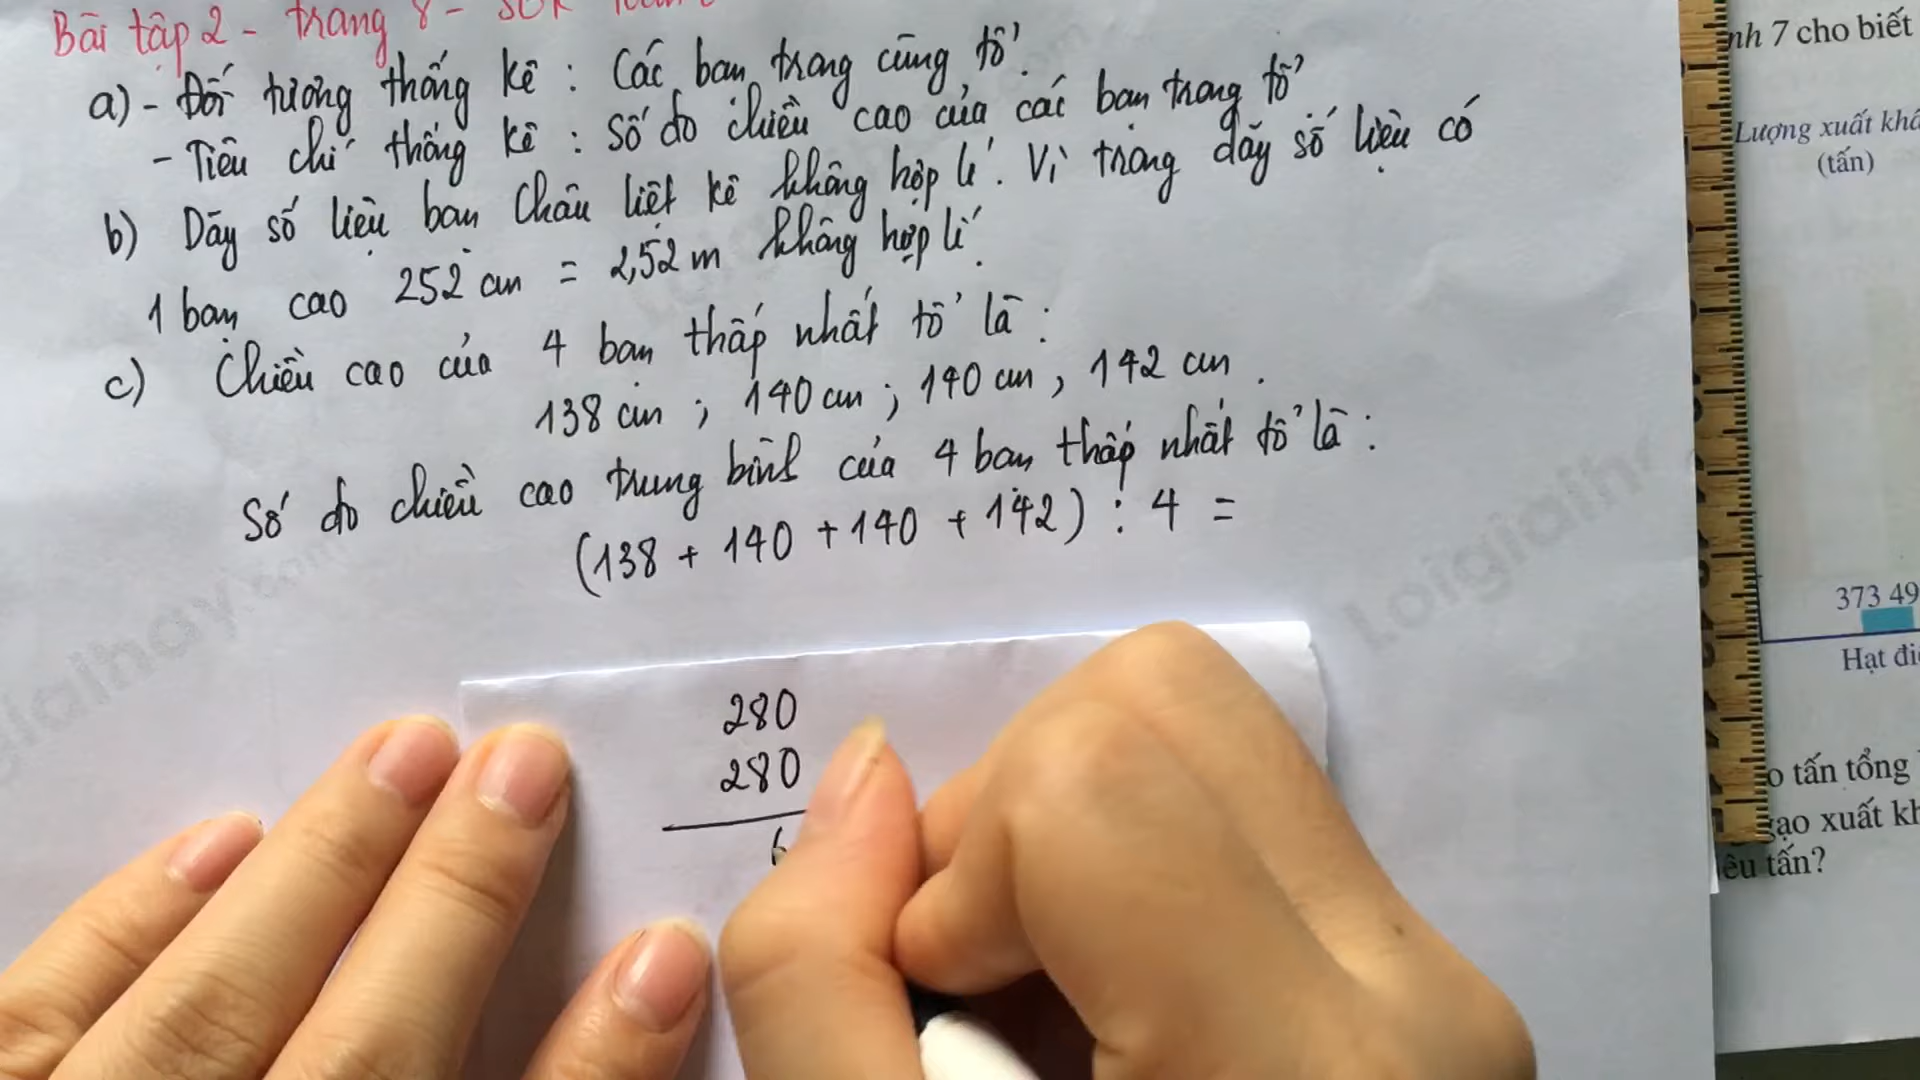 Bài tập 2 - trang 8 - SGK
a) - Đối tượng thống kê : Các bạn trong cùng tổ.
- Tiêu chí thống kê : Số đo chiều cao của các bạn trong tổ
b) Dãy số liệu bạn Châu liệt kê không hợp lí. Vì trong dãy số liệu có
1 bạn cao 252 cm = 2,52 m không hợp lí.
c) Chiều cao của 4 bạn thấp nhất tổ là :
138 cm ; 140 cm ; 140 cm ; 142 cm .
Số đo chiều cao trung bình của 4 bạn thấp nhất tổ là :
(138 + 140 + 140 + 142) : 4 =
280
280
6
nh 7 cho biết
Lượng xuất khẩ
(tấn)
373 49
Hạt đi
o tấn tổng
gạo xuất kh
êu tấn?
Loigiaih
giaihay.com